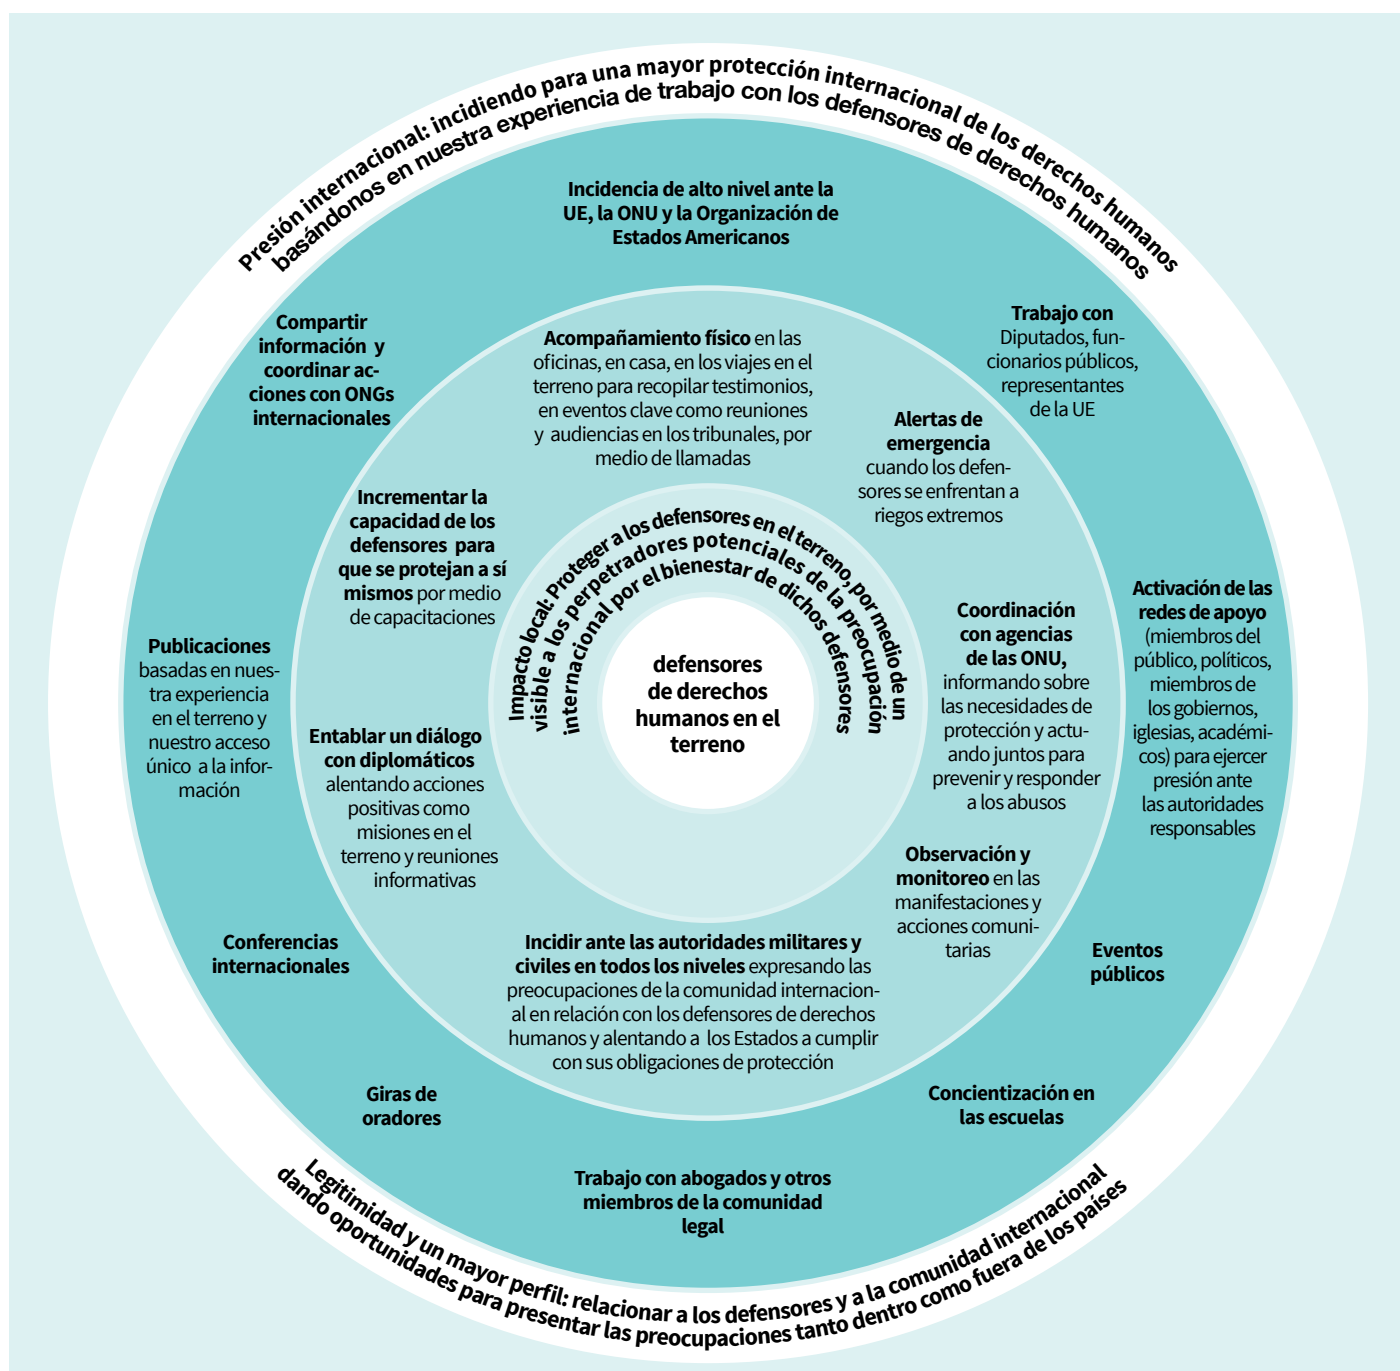 Presión internacional: incidiendo para una mayor protección internacional de los derechos humanos
basándonos en nuestra experiencia de trabajo con los defensores de derechos humanos
Incidencia de alto nivel ante la
UE, la ONU y la Organización de
Estados Americanos
Compartir
información y
coordinar ac-
ciones con ONGs
internacionales
Trabajo con
Diputados, fun-
cionarios públicos,
representantes
de la UE
Acompañamiento físico en las
oficinas, en casa, en los viajes en el
terreno para recopilar testimonios,
en eventos clave como reuniones
y audiencias en los tribunales, por
medio de llamadas
Alertas de
emergencia
cuando los defen-
sores se enfrentan a
riegos extremos
Incrementar la
capacidad de los
defensores para
que se protejan a sí
mismos por medio
de capacitaciones
Impacto local: Proteger a los defensores en el terreno, por medio de un
visible a los perpetradores potenciales de la preocupación
internacional por el bienestar de dichos defensores
defensores
de derechos
humanos en el
terreno
Coordinación
con agencias
de las ONU,
informando sobre
las necesidades de
protección y actu-
ando juntos para
prevenir y responder
a los abusos
Activación de las
redes de apoyo
(miembros del
público, políticos,
miembros de
los gobiernos,
iglesias, académi-
cos) para ejercer
presión ante
las autoridades
responsables
Publicaciones
basadas en nues-
tra experiencia
en el terreno y
nuestro acceso
único a la infor-
mación
Entablar un diálogo
con diplomáticos
alentando acciones
positivas como
misiones en el
terreno y reuniones
informativas
Observación y
monitoreo en las
manifestaciones y
acciones comuni-
tarias
Incidir ante las autoridades militares y
civiles en todos los niveles expresando las
preocupaciones de la comunidad internacion-
al en relación con los defensores de derechos
humanos y alentando a los Estados a cumplir
con sus obligaciones de protección
Conferencias
internacionales
Eventos
públicos
Giras de
oradores
Concientización en
las escuelas
Trabajo con abogados y otros
miembros de la comunidad
legal
Legitimidad y un mayor perfil: relacionar a los defensores y a la comunidad internacional
dando oportunidades para presentar las preocupaciones tanto dentro como fuera de los países